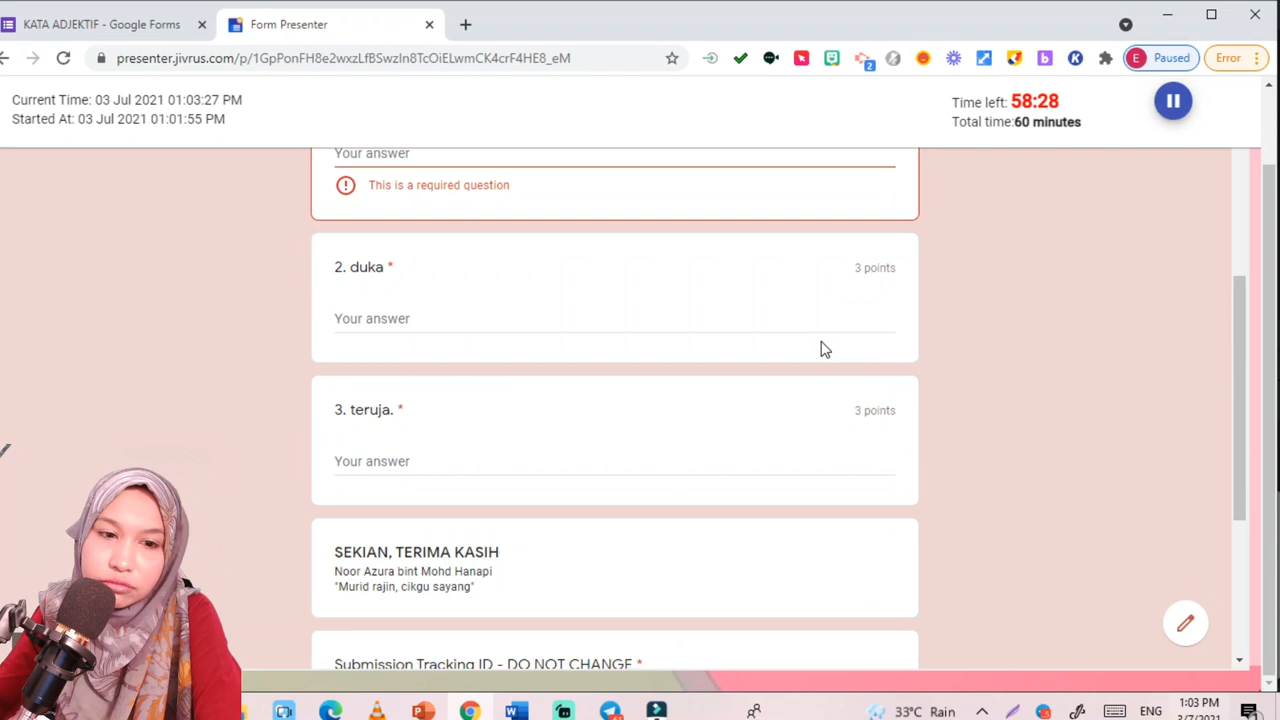 KATA ADJEKTIF - Google Forms
Form Presenter
presenter.jivrus.com/p/1GpPpnFH8e2wxzLfBSwzIn8TrOiELwmCK4crF4HE8_eM
2
E
Paused
Error
Current Time: 03 Jul 2021 01:03:27 PM
Started At: 03 Jul 2021 01:01:55 PM
Time left: 58:28
Total time:60 minutes
Your answer
This is a required question
2. duka *
3 points
Your answer
3. teruja. *
3 points
Your answer
SEKIAN, TERIMA KASIH
Noor Azura bint Mohd Hanapi
"Murid rajin, cikgu sayang"
Submission Tracking ID - DO NOT CHANGE *
33°C Rain
ENG
1:03 PM